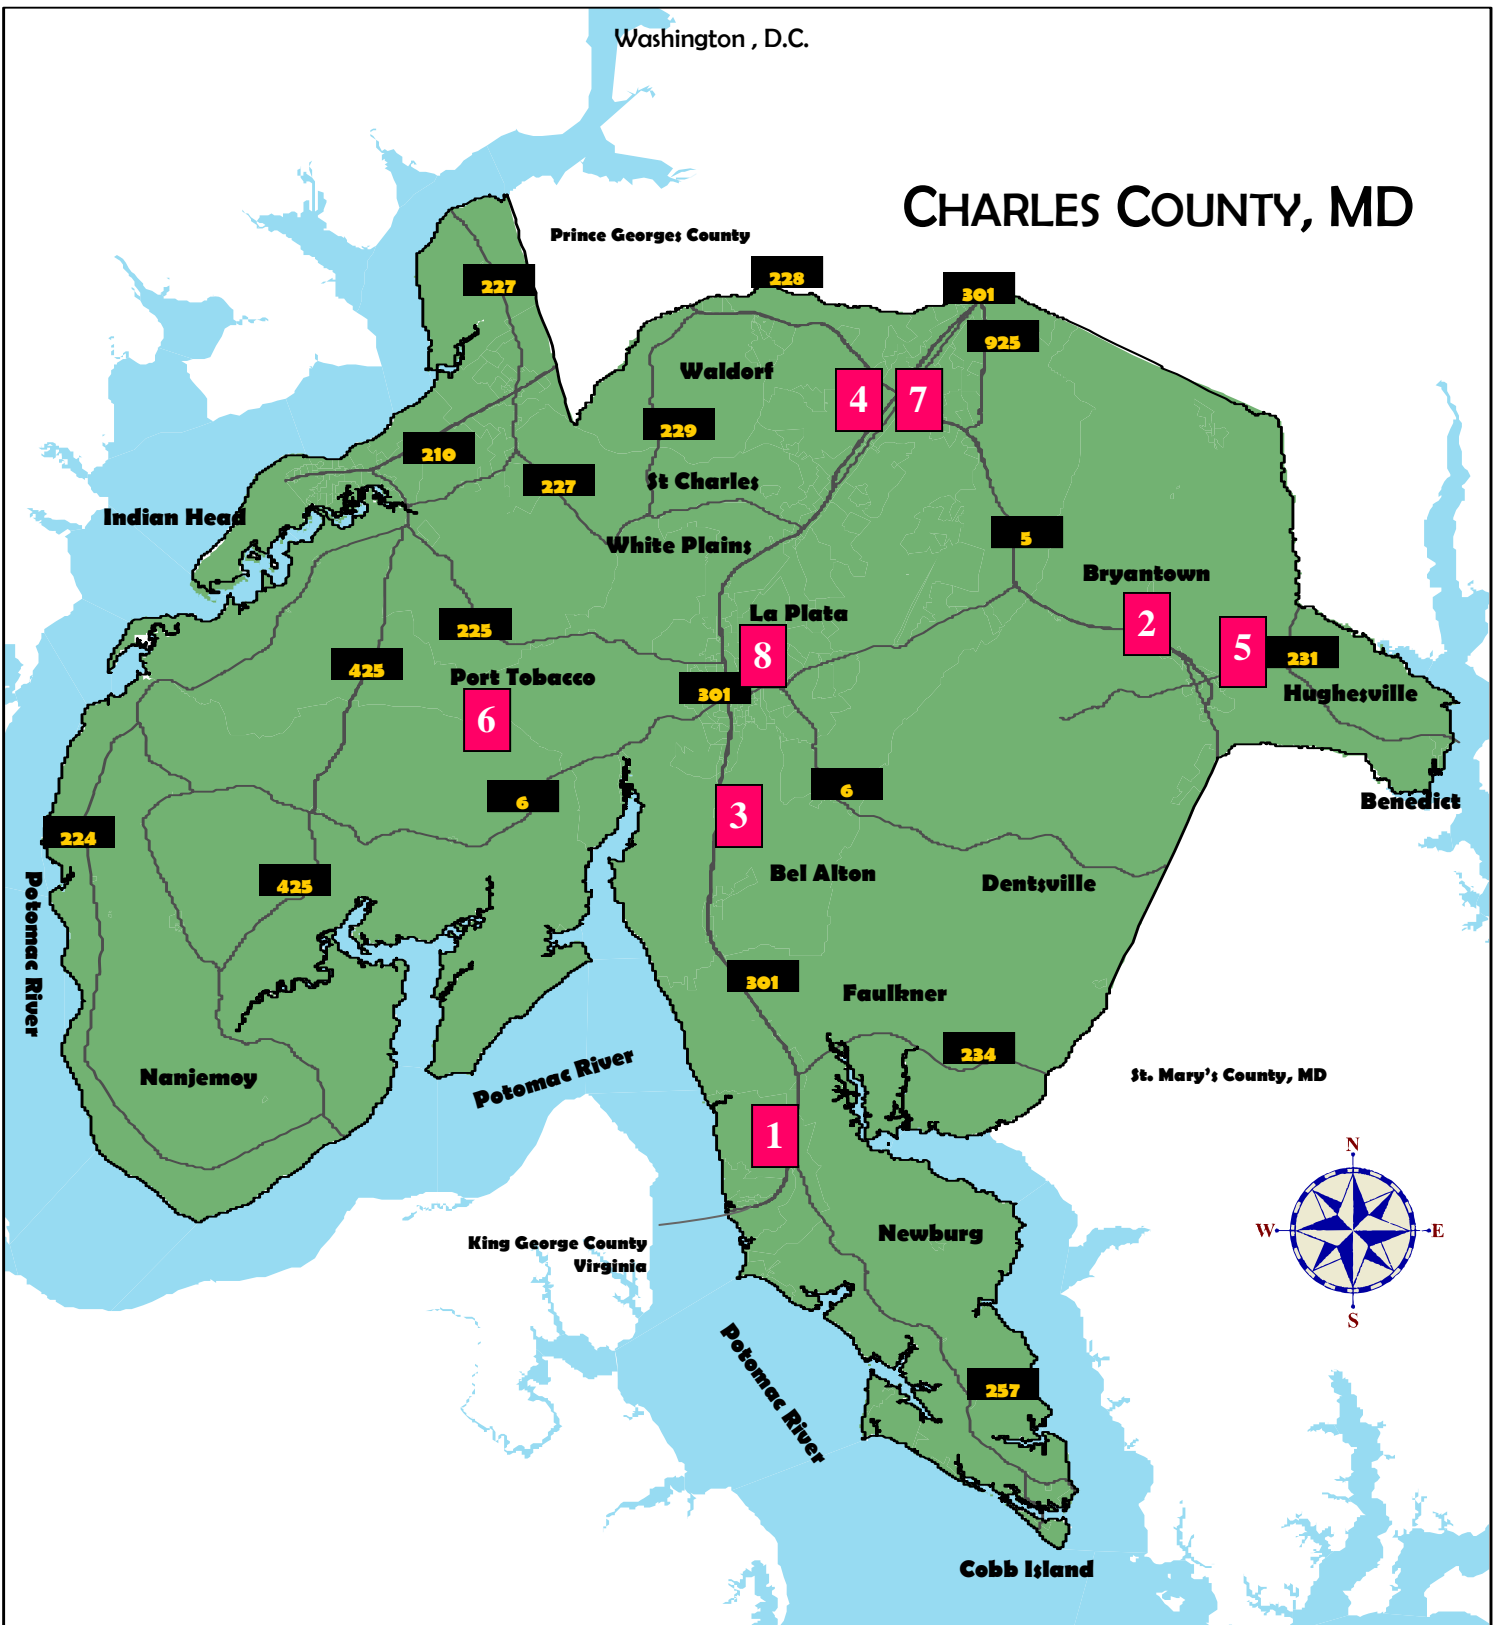 Washington , D.C.
CHARLES COUNTY, MD
Prince Georges County
228
227
301
925
Waldorf
4
7
229
210
227
St Charles
Indian Head
5
White Plains
Bryantown
2
La Plata
225
8
5
231
425
Port Tobacco
301
Hughesville
6
6
6
3
Benedict
224
Bel Alton
425
Dentsville
Potomac River
301
Faulkner
234
Nanjemoy
Potomac River
St. Mary's County, MD
1
N
W
E
S
Newburg
King George County
Virginia
Potomac River
257
Cobb Island